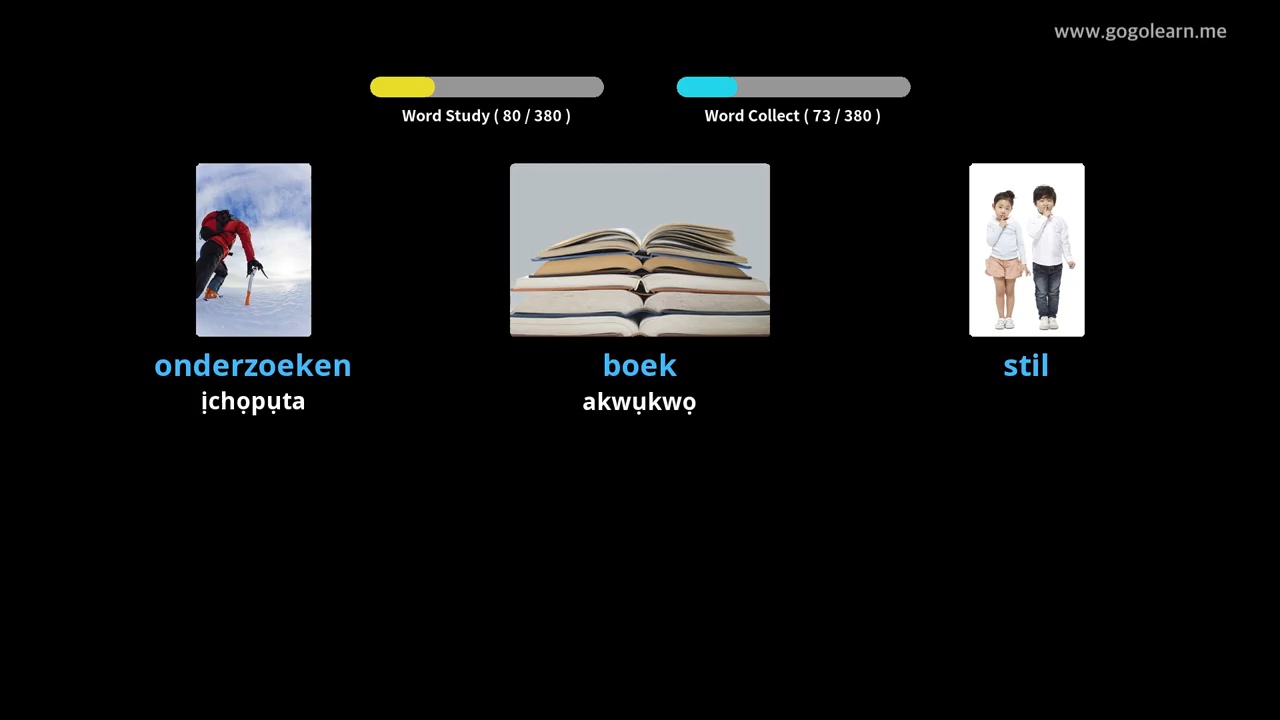 www.gogolearn.me
Word Study ( 80 / 380 )
Word Collect ( 73 / 380 )
onderzoeken
ịchọpụta
boek
akwụkwọ
stil